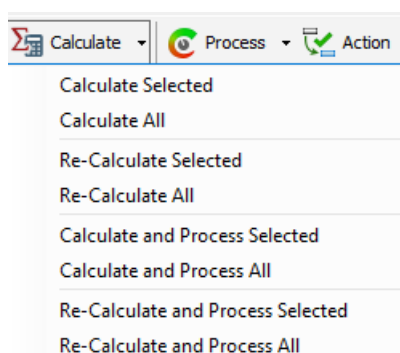 Calculate Process Action
Calculate Selected
Calculate All
Re-Calculate Selected
Re-Calculate All
Calculate and Process Selected
Calculate and Process All
Re-Calculate and Process Selected
Re-Calculate and Process All